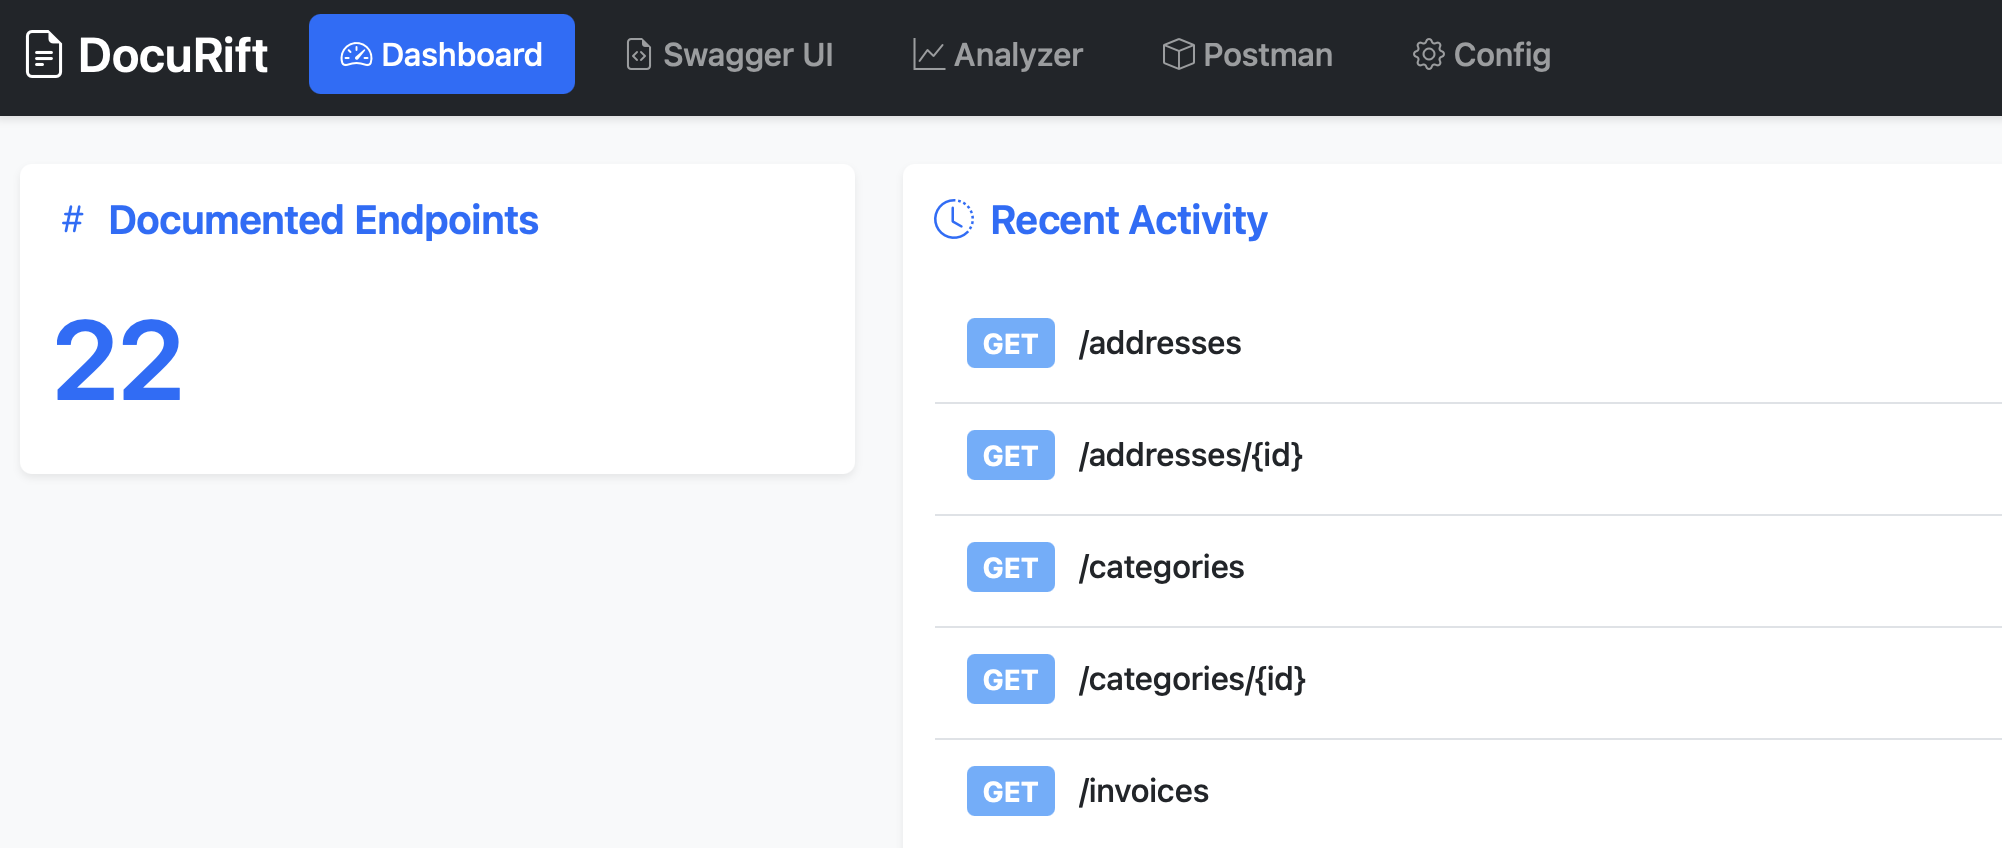 DocuRift Dashboard Swagger UI Analyzer Postman Config
# Documented Endpoints
22
Recent Activity
GET /addresses
GET /addresses/{id}
GET /categories
GET /categories/{id}
GET /invoices